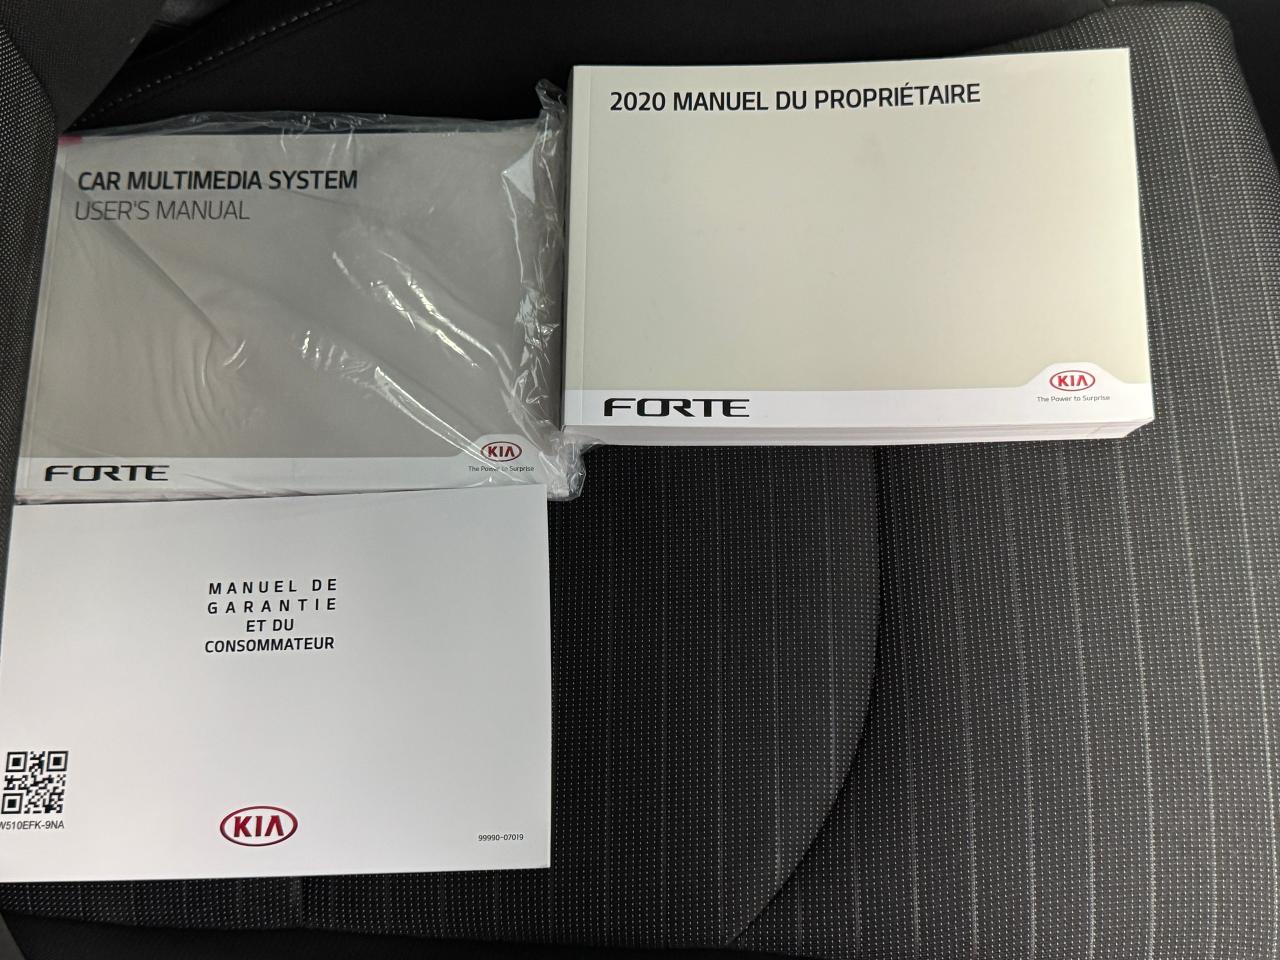 2020 MANUEL DU PROPRIÉTAIRE
FORTE
KIA
The Power to Surprise
CAR MULTIMEDIA SYSTEM
USER'S MANUAL
FORTE
KIA
The Power to Surprise
MANUEL DE
GARANTIE
ET DU
CONSOMMATEUR
W510EFK-9NA
KIA
99990-07019